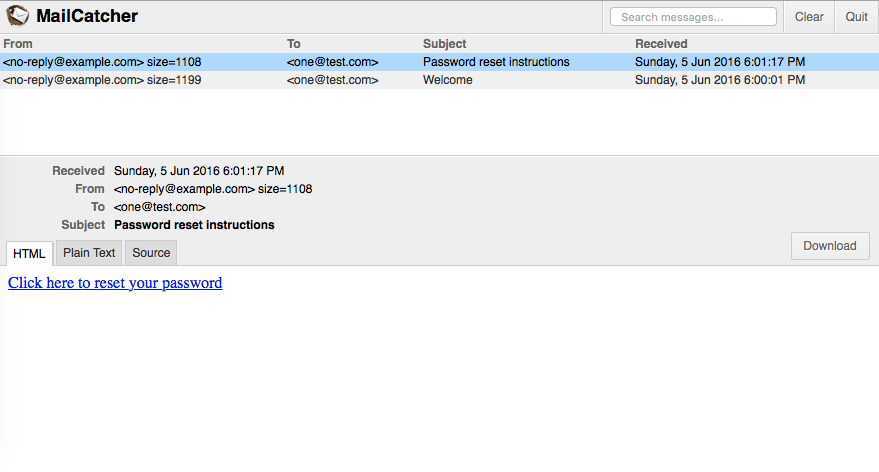 MailCatcher Search messages... Clear Quit
From To Subject Received
<no-reply@example.com> size=1108 <one@test.com> Password reset instructions Sunday, 5 Jun 2016 6:01:17 PM
<no-reply@example.com> size=1199 <one@test.com> Welcome Sunday, 5 Jun 2016 6:00:01 PM
Received Sunday, 5 Jun 2016 6:01:17 PM
From <no-reply@example.com> size=1108
To <one@test.com>
Subject Password reset instructions
HTML Plain Text Source Download
Click here to reset your password